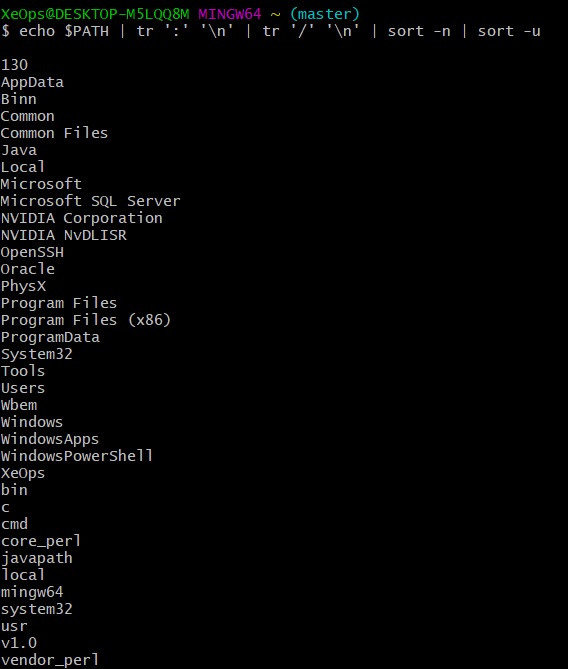 XeOps@DESKTOP-M5LQQ8M MINGW64 ~ (master)
$ echo $PATH | tr ':' '\n' | tr '/' '\n' | sort -n | sort -u
130
AppData
Binn
Common
Common Files
Java
Local
Microsoft
Microsoft SQL Server
NVIDIA Corporation
NVIDIA NvDLISR
OpenSSH
Oracle
PhysX
Program Files
Program Files (x86)
ProgramData
System32
Tools
Users
Wbem
Windows
WindowsApps
WindowsPowerShell
XeOps
bin
c
cmd
core_perl
javapath
local
mingw64
system32
usr
v1.0
vendor_perl